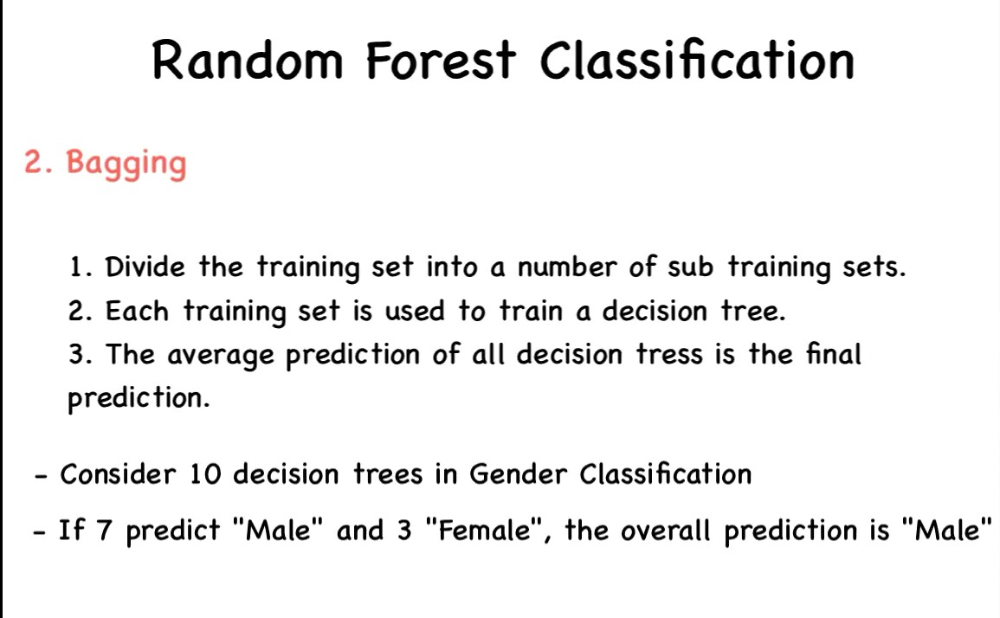 Random Forest Classification
2. Bagging
1. Divide the training set into a number of sub training sets.
2. Each training set is used to train a decision tree.
3. The average prediction of all decision tress is the final
prediction.
- Consider 10 decision trees in Gender Classification
- If 7 predict "Male" and 3 "Female", the overall prediction is "Male"